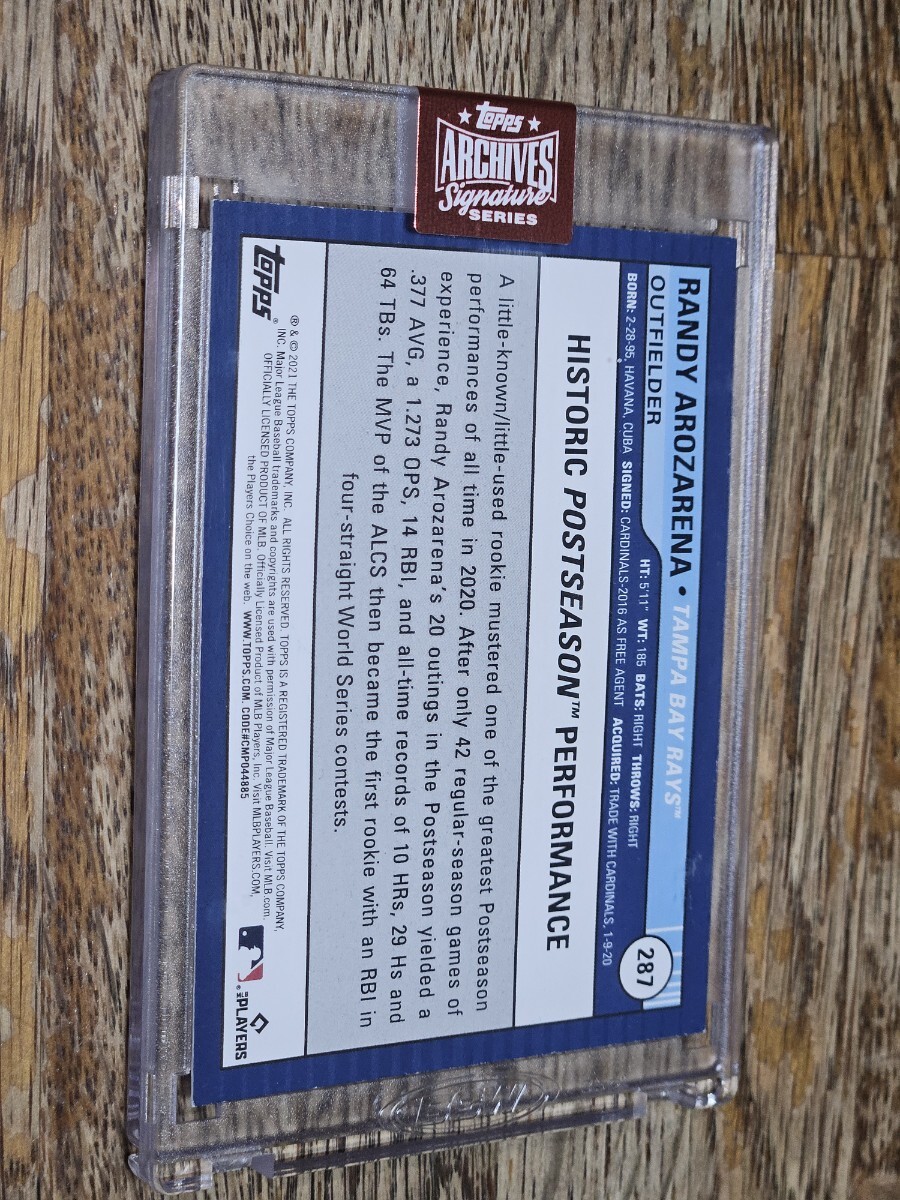 ★ Topps ★
ARCHIVES
Signature
SERIES
RANDY AROZARENA • TAMPA BAY RAYS™
OUTFIELDER
HT: 5'11" WT: 185 BATS: RIGHT THROWS: RIGHT
BORN: 2-28-95, HAVANA, CUBA SIGNED: CARDINALS-2016 AS FREE AGENT ACQUIRED: TRADE WITH CARDINALS, 1-9-20
287
HISTORIC POSTSEASON™ PERFORMANCE
A little-known/little-used rookie mustered one of the greatest Postseason
performances of all time in 2020. After only 42 regular-season games of
experience, Randy Arozarena's 20 outings in the Postseason yielded a
.377 AVG, a 1.273 OPS, 14 RBI, and all-time records of 10 HRs, 29 Hs and
64 TBs. The MVP of the ALCS then became the first rookie with an RBI in
four-straight World Series contests.
topps®
® & © 2021 THE TOPPS COMPANY, INC. ALL RIGHTS RESERVED. TOPPS IS A REGISTERED TRADEMARK OF THE TOPPS COMPANY,
INC. Major League Baseball trademarks and copyrights are used with permission of Major League Baseball. Visit MLB.com.
OFFICIALLY LICENSED PRODUCT OF MLB. Officially Licensed Product of MLB Players, Inc. Visit MLBPLAYERS.COM,
the Players Choice on the web. WWW.TOPPS.COM. CODE#CMP044885
MLB PLAYERS